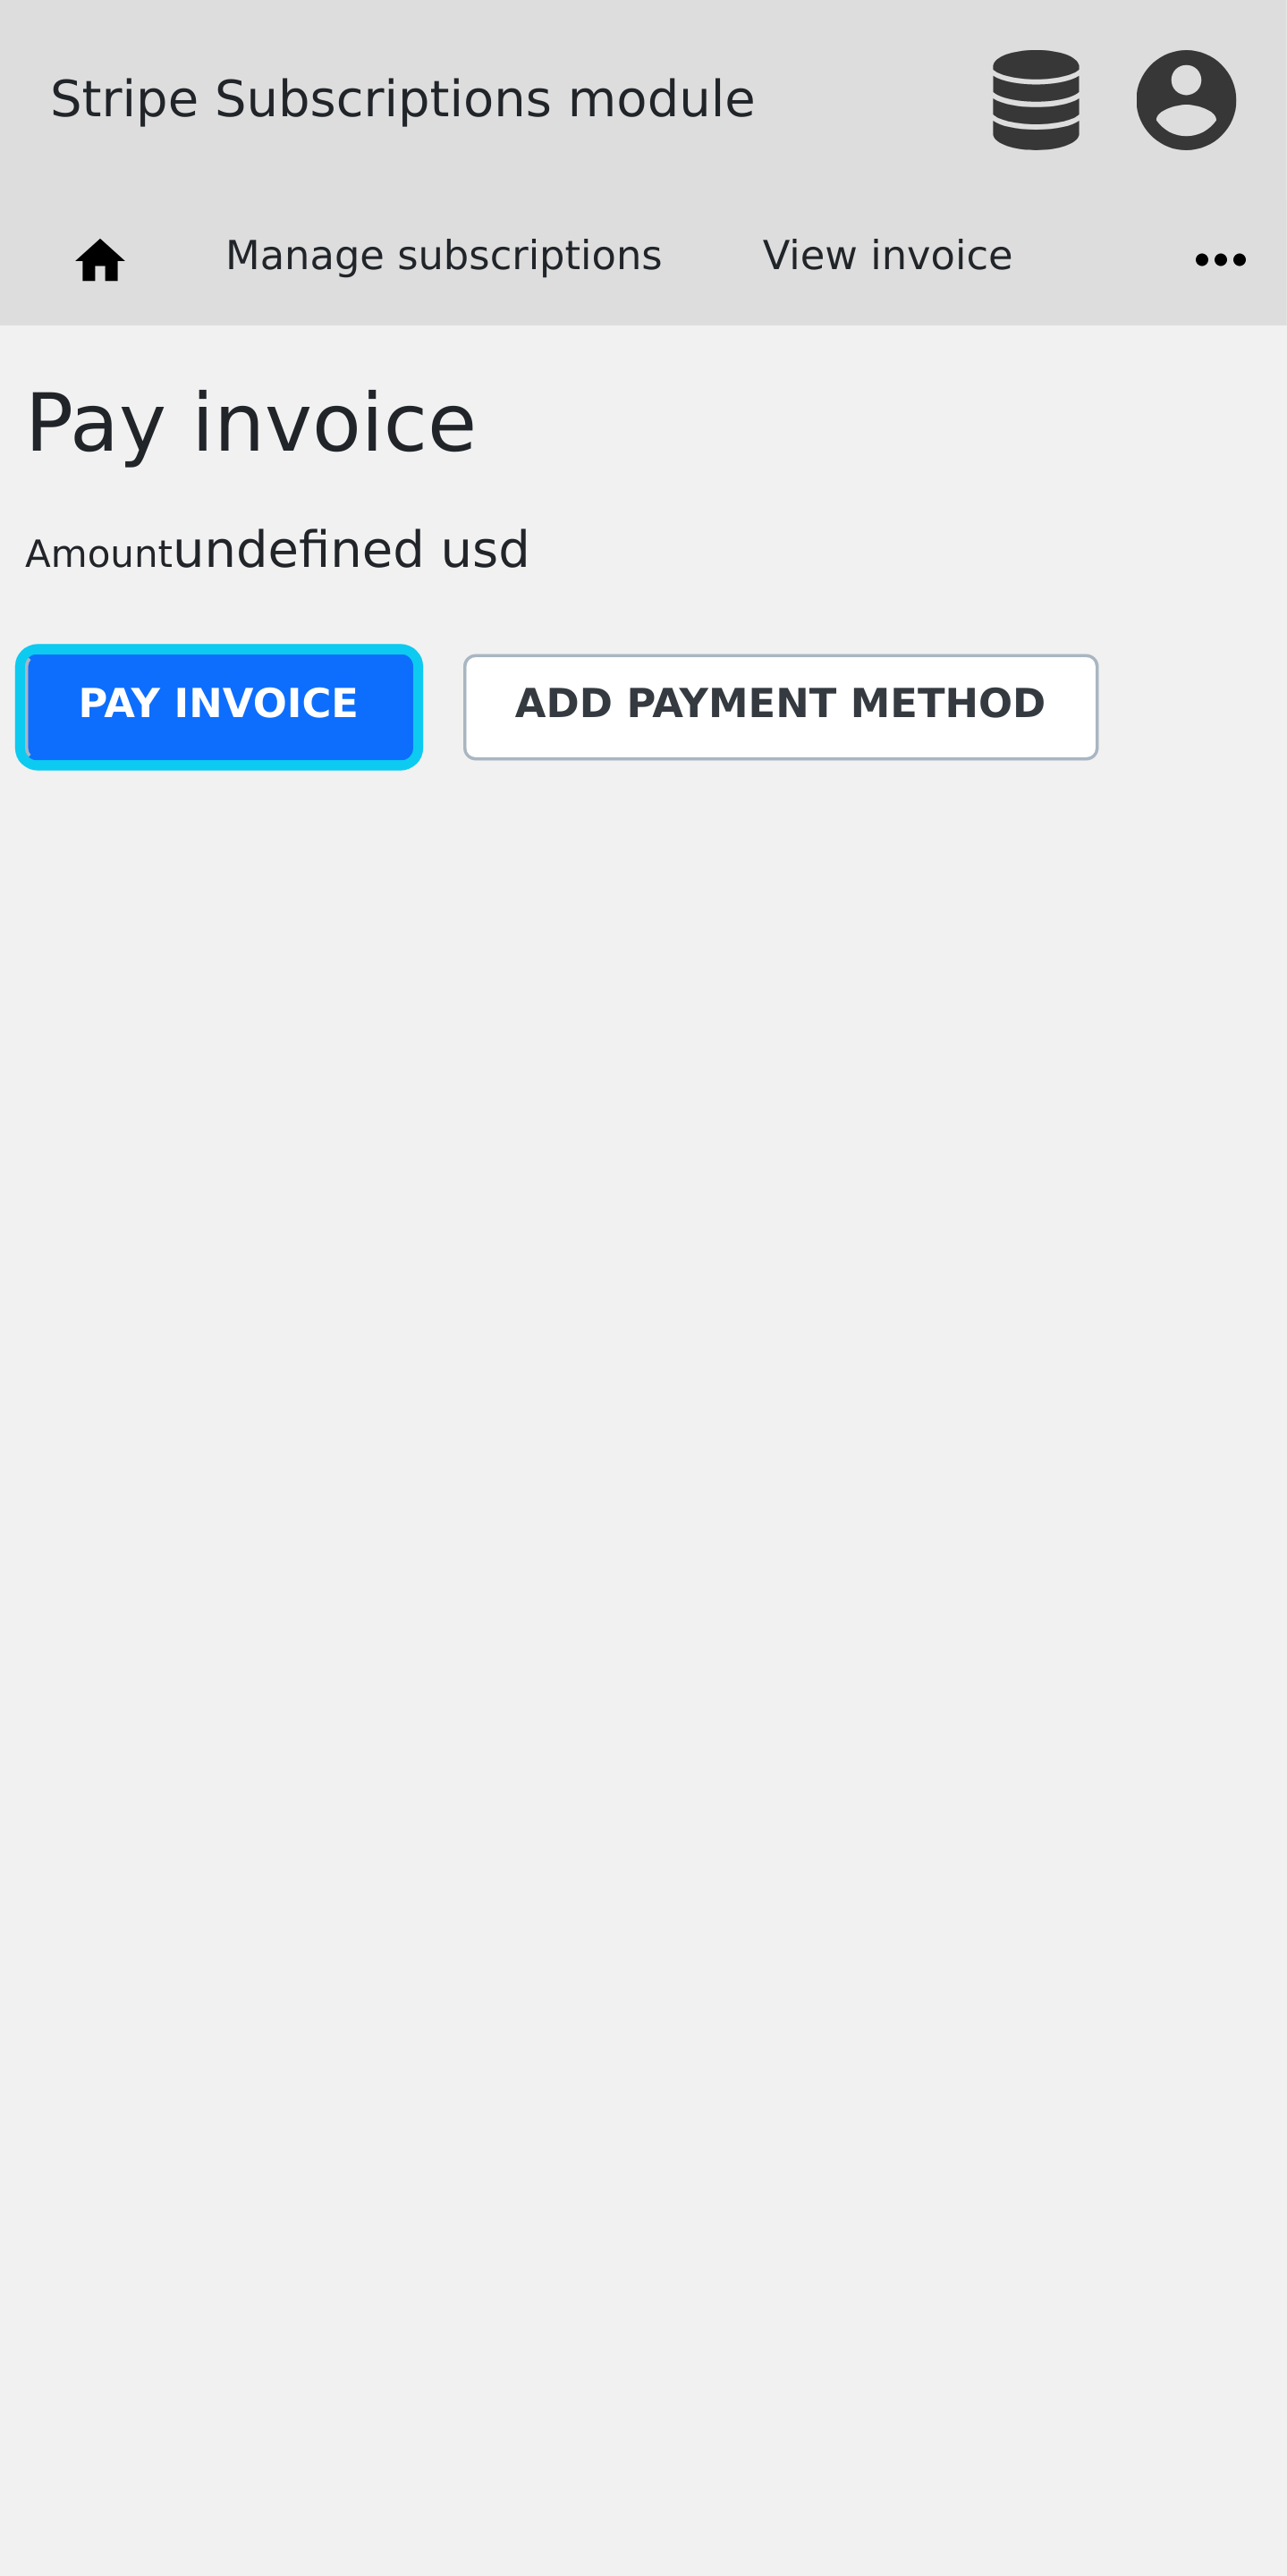 Stripe Subscriptions module
Manage subscriptions View invoice
Pay invoice
Amountundefined usd
PAY INVOICE ADD PAYMENT METHOD